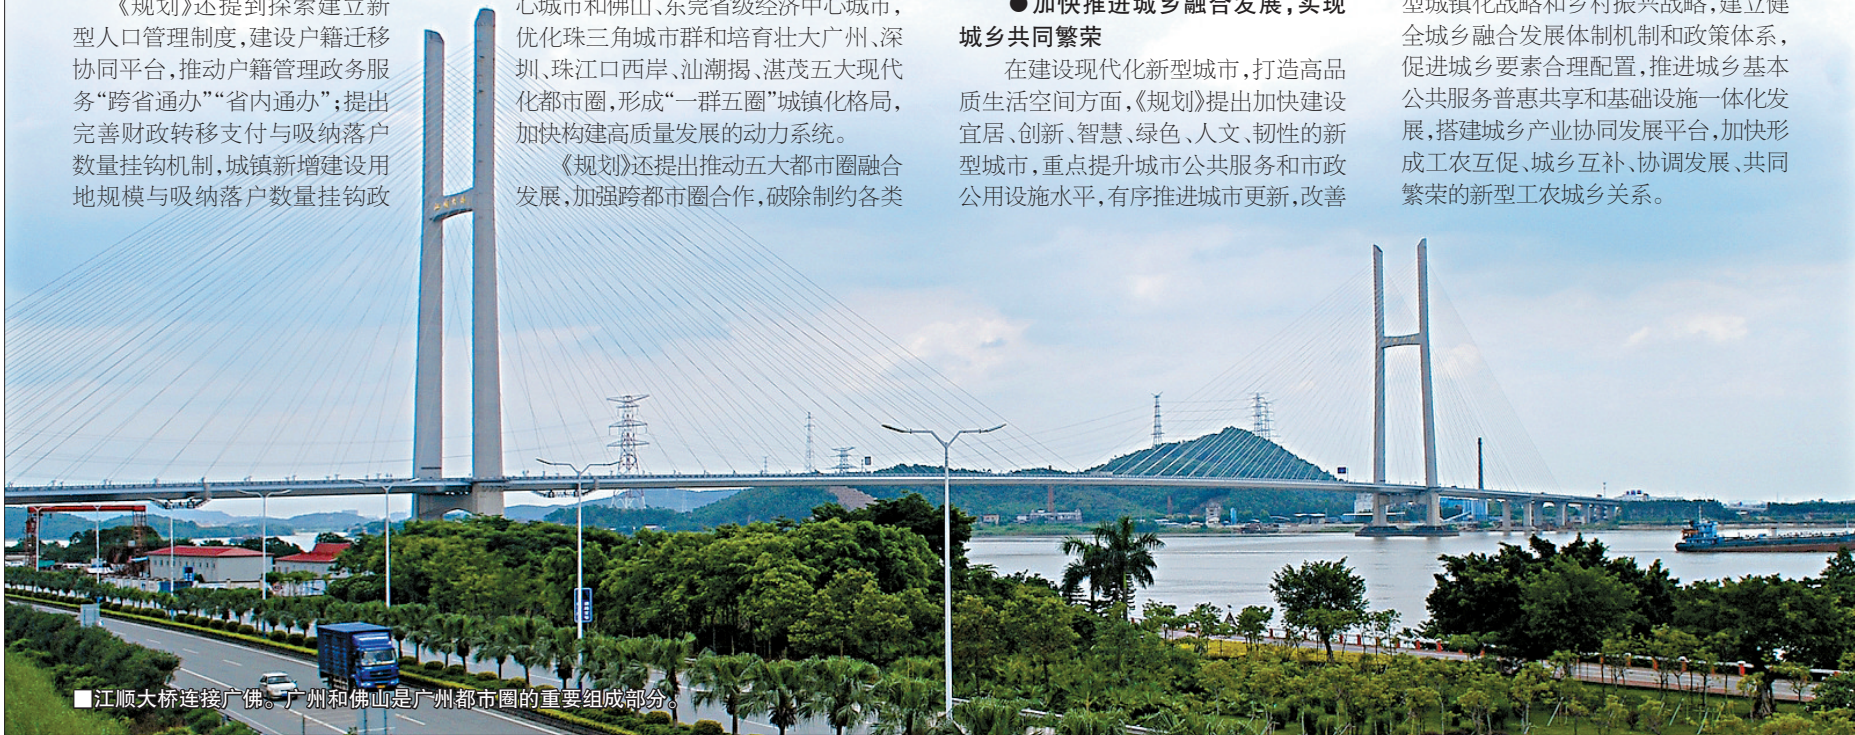 《规划》还提到探索建立新
型人口管理制度,建设户籍迁移
协同平台,推动户籍管理政务服
务“跨省通办”“省内通办”;提出
完善财政转移支付与吸纳落户
数量挂钩机制,城镇新增建设用
地规模与吸纳落户数量挂钩政
心城市和佛山、东莞省级经济中心城市,
优化珠三角城市群和培育壮大广州、深
圳、珠江口西岸、汕潮揭、湛茂五大现代
化都市圈,形成“一群五圈”城镇化格局,
加快构建高质量发展的动力系统。
《规划》还提出推动五大都市圈融合
发展,加强跨都市圈合作,破除制约各类
●加快推进城乡融合发展,实现
城乡共同繁荣
在建设现代化新型城市,打造高品
质生活空间方面,《规划》提出加快建设
宜居、创新、智慧、绿色、人文、韧性的新
型城市,重点提升城市公共服务和市政
公用设施水平,有序推进城市更新,改善
型城镇化战略和乡村振兴战略,建立健
全城乡融合发展体制机制和政策体系,
促进城乡要素合理配置,推进城乡基本
公共服务普惠共享和基础设施一体化发
展,搭建城乡产业协同发展平台,加快形
成工农互促、城乡互补、协调发展、共同
繁荣的新型工农城乡关系。
■江顺大桥连接广佛。广州和佛山是广州都市圈的重要组成部分。